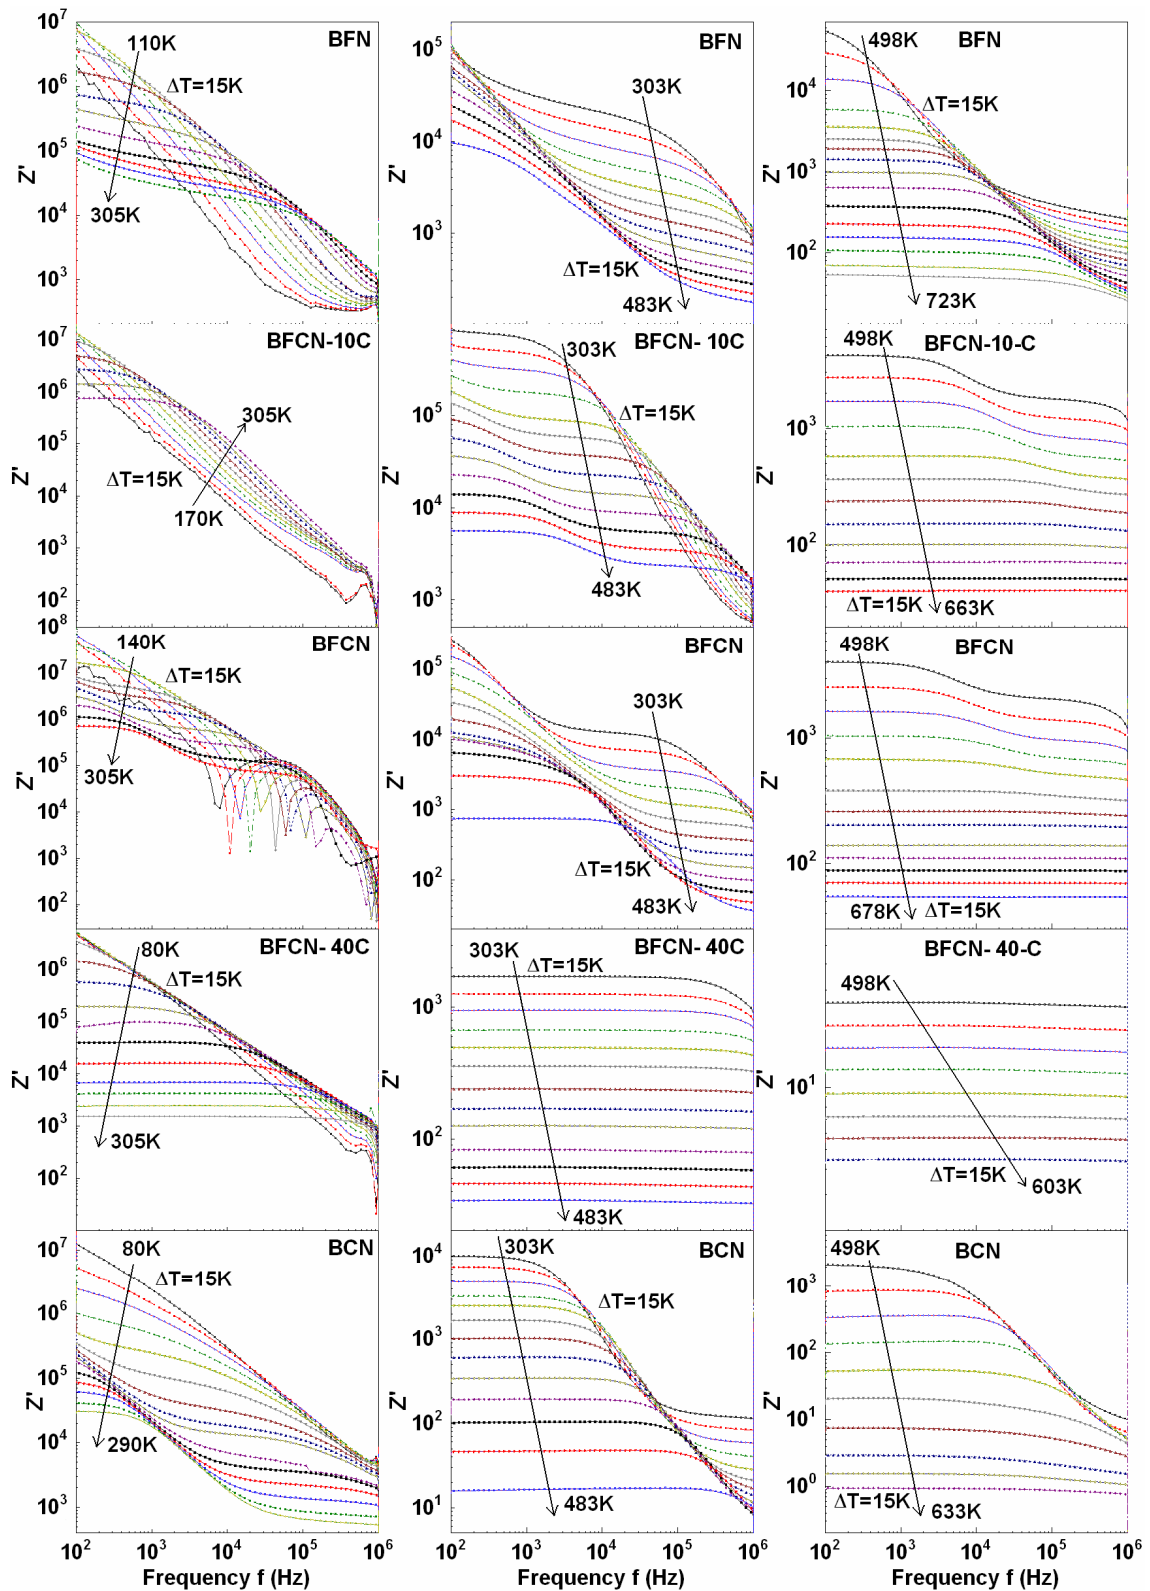 10^7
10^6
10^5
10^4
10^3
Z'
BFN
110K
ΔT=15K
305K
10^5
10^4
10^3
Z'
BFN
303K
ΔT=15K
483K
10^4
10^3
10^2
Z'
498K
BFN
ΔT=15K
723K
10^7
10^6
10^5
10^4
10^3
10^2
Z'
BFCN-10C
305K
ΔT=15K
170K
10^5
10^4
10^3
Z'
303K
BFCN- 10C
ΔT=15K
483K
10^3
10^2
Z'
498K
BFCN-10-C
ΔT=15K
663K
10^8
10^7
10^6
10^5
10^4
10^3
10^2
Z'
140K
BFCN
ΔT=15K
305K
10^5
10^4
10^3
10^2
Z'
BFCN
303K
ΔT=15K
483K
10^3
10^2
Z'
498K
BFCN
678K
ΔT=15K
10^6
10^5
10^4
10^3
10^2
Z'
80K
BFCN- 40C
ΔT=15K
305K
10^3
10^2
Z'
303K
BFCN- 40C
ΔT=15K
483K
10^1
Z'
BFCN- 40-C
498K
ΔT=15K
603K
10^7
10^6
10^5
10^4
10^3
Z'
80K
BCN
ΔT=15K
290K
10^4
10^3
10^2
10^1
Z'
303K
BCN
ΔT=15K
483K
10^3
10^2
10^1
10^0
Z'
498K
BCN
ΔT=15K
633K
10^2 10^3 10^4 10^5 10^6
Frequency f (Hz)
10^2 10^3 10^4 10^5 10^6
Frequency f (Hz)
10^2 10^3 10^4 10^5 10^6
Frequency f (Hz)